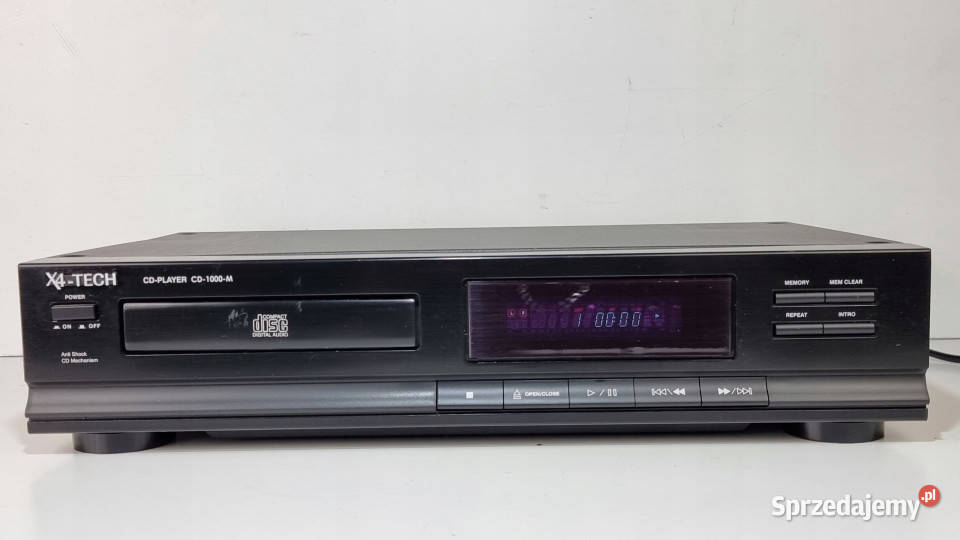 X4-TECH
CD-PLAYER CD-1000-M
POWER
ON OFF
Anti Shock
CD Mechanism
COMPACT
disc
DIGITAL AUDIO
1 00:00
MEMORY MEM CLEAR
REPEAT INTRO
OPEN/CLOSE
Sprzedajemy.pl